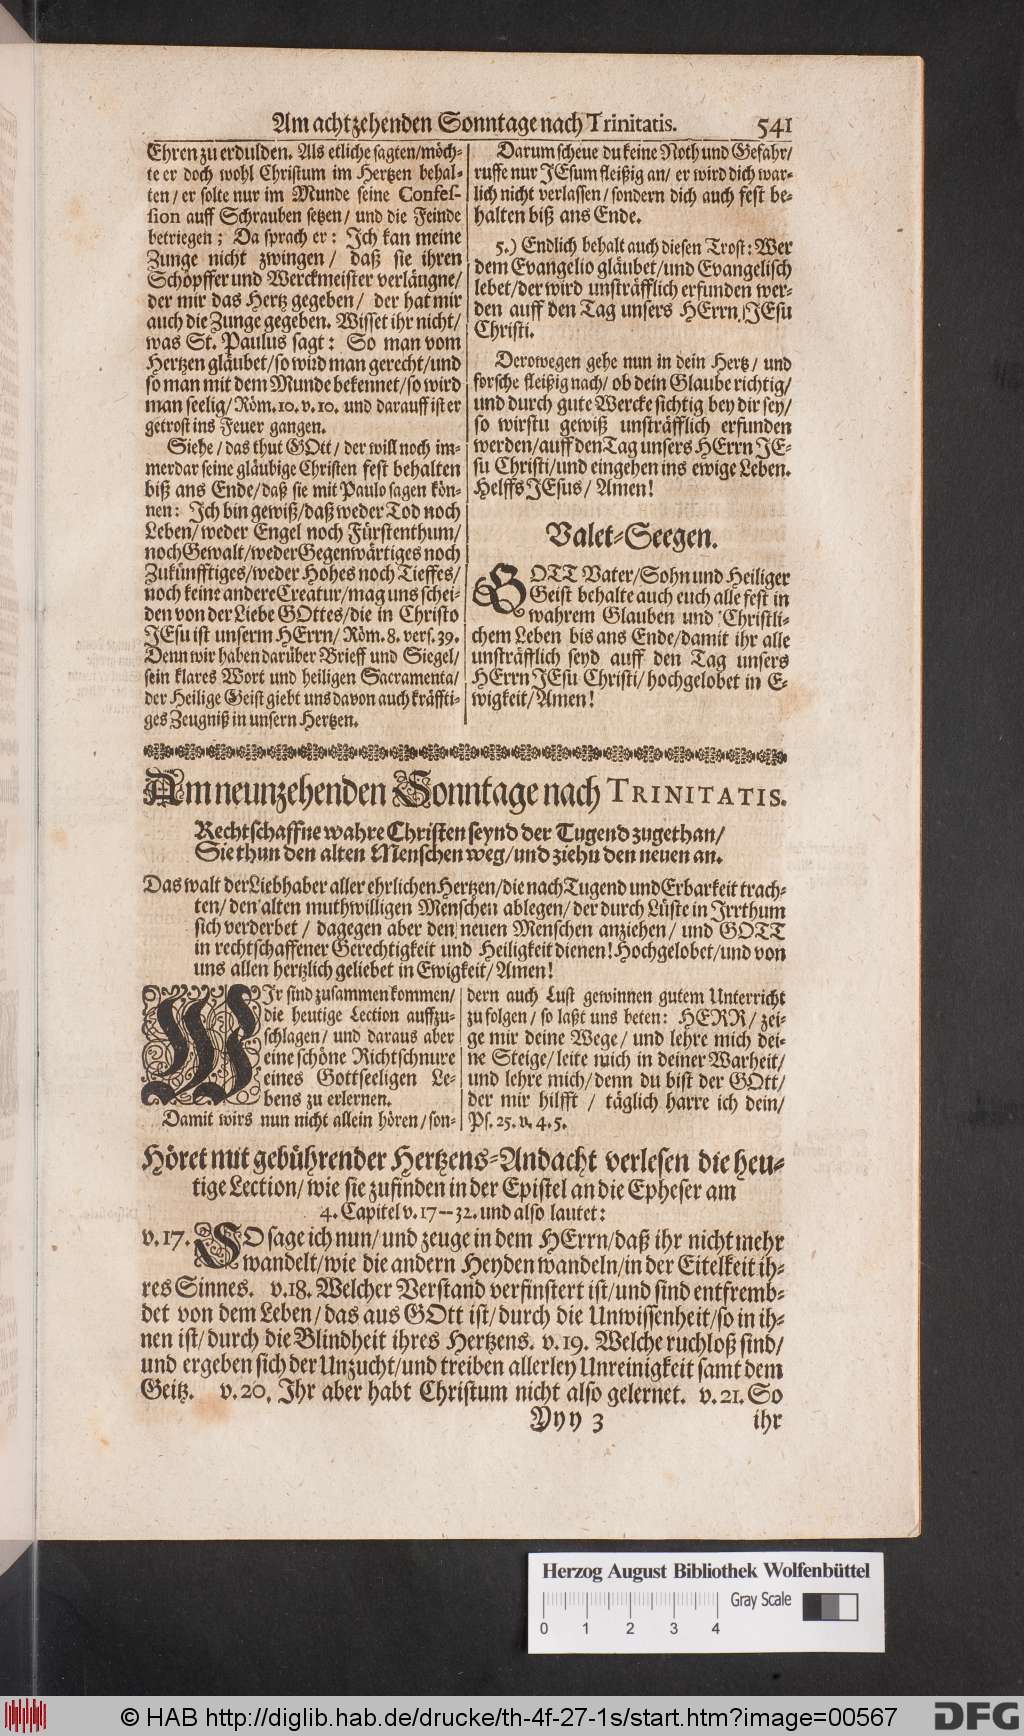 Am achtzehenden Sonntage nach Trinitatis. 541
Ehren zu erdulden. Als etliche sagten/möch-
te er doch wohl Christum im Hertzen behal-
ten/ er solte nur im Munde seine Confes-
sion auff Schrauben setzen/ und die Feinde
betriegen; Da sprach er: Ich kan meine
Zunge nicht zwingen/ daß sie ihren
Schöpffer und Werckmeister verläugne/
der mir das Hertz gegeben/ der hat mir
auch die Zunge gegeben. Wisset ihr nicht/
was St. Paulus sagt: So man vom
Hertzen gläubet/so wird man gerecht/und
so man mit dem Munde bekennet/so wird
man seelig/Röm.10.v.10. und darauff ist er
getrost ins Feuer gangen.
Siehe/das thut GOtt/ der will noch im-
merdar seine gläubige Christen fest behalten
biß ans Ende/daß sie mit Paulo sagen kön-
nen: Ich bin gewiß/daß weder Tod noch
Leben/ weder Engel noch Fürstenthum/
noch Gewalt/weder Gegenwärtiges noch
Zukünfftiges/weder Hohes noch Tieffes/
noch keine andere Creatur/mag uns schei-
den von der Liebe GOttes/die in Christo
JEsu ist unserm HErrn/Röm. 8. vers. 39.
Denn wir haben darüber Brieff und Siegel/
sein klares Wort und heiligen Sacramenta/
der Heilige Geist giebt uns davon auch kräffti-
ges Zeugniß in unsern Hertzen.
Darum scheue du keine Noth und Gefahr/
ruffe nur JEsum fleißig an/ er wird dich war-
lich nicht verlassen/sondern dich auch fest be-
halten biß ans Ende.
5.) Endlich behalt auch diesen Trost: Wer
dem Evangelio gläubet/und Evangelisch
lebet/der wird unsträfflich erfunden wer-
den auff den Tag unsers HErrn JEsu
Christi.
Derowegen gehe nun in dein Hertz/ und
forsche fleißig nach/ ob dein Glaube richtig/
und durch gute Wercke sichtig bey dir sey/
so wirstu gewiß unsträfflich erfunden
werden/auff den Tag unsers HErrn JE-
su Christi/und eingehen ins ewige Leben.
Helffs JEsus/ Amen!
Valet-Seegen.
GOTT Vater/Sohn und Heiliger
Geist behalte auch euch alle fest in
wahrem Glauben und Christli-
chem Leben bis ans Ende/damit ihr alle
unsträfflich seyd auff den Tag unsers
HErrn JEsu Christi/hochgelobet in E-
wigkeit/Amen!
Am neunzehenden Sonntage nach TRINITATIS.
Rechtschaffne wahre Christen seynd der Tugend zugethan/
Sie thun den alten Menschen weg/und ziehn den neuen an.
Das walt der Liebhaber aller ehrlichen Hertzen/die nach Tugend und Erbarkeit trach-
ten/ den alten muthwilligen Menschen ablegen/ der durch Lüste in Irrthum
sich verderbet/ dagegen aber den neuen Menschen anziehen/ und GOTT
in rechtschaffener Gerechtigkeit und Heiligkeit dienen! Hochgelobet/und von
uns allen hertzlich geliebet in Ewigkeit/Amen!
WIr sind zusammen kommen/
die heutige Lection auffzu-
schlagen/ und daraus aber
eine schöne Richtschnure
eines Gottseeligen Le-
bens zu erlernen.
Damit wirs nun nicht allein hören/son-
dern auch Lust gewinnen gutem Unterricht
zu folgen/ so laßt uns beten: HERR/ zei-
ge mir deine Wege/ und lehre mich dei-
ne Steige/leite mich in deiner Warheit/
und lehre mich/denn du bist der GOtt/
der mir hilfft / täglich harre ich dein/
Ps. 25. v. 4. 5.
Höret mit gebührender Hertzens-Andacht verlesen die heu-
tige Lection/wie sie zufinden in der Epistel an die Epheser am
4. Capitel v. 17--32. und also lautet:
v. 17. SO sage ich nun/und zeuge in dem HErrn/daß ihr nicht mehr
wandelt/wie die andern Heyden wandeln/in der Eitelkeit ih-
res Sinnes. v.18. Welcher Verstand verfinstert ist/und sind entfremb-
det von dem Leben/das aus GOtt ist/durch die Unwissenheit/so in ih-
nen ist/durch die Blindheit ihres Hertzens. v. 19. Welche ruchloß sind/
und ergeben sich der Unzucht/und treiben allerley Unreinigkeit samt dem
Geitz. v. 20. Ihr aber habt Christum nicht also gelernet. v. 21. So
Yyy 3 ihr
Herzog August Bibliothek Wolfenbüttel
Gray Scale
0 1 2 3 4
© HAB http://diglib.hab.de/drucke/th-4f-27-1s/start.htm?image=00567
DFG